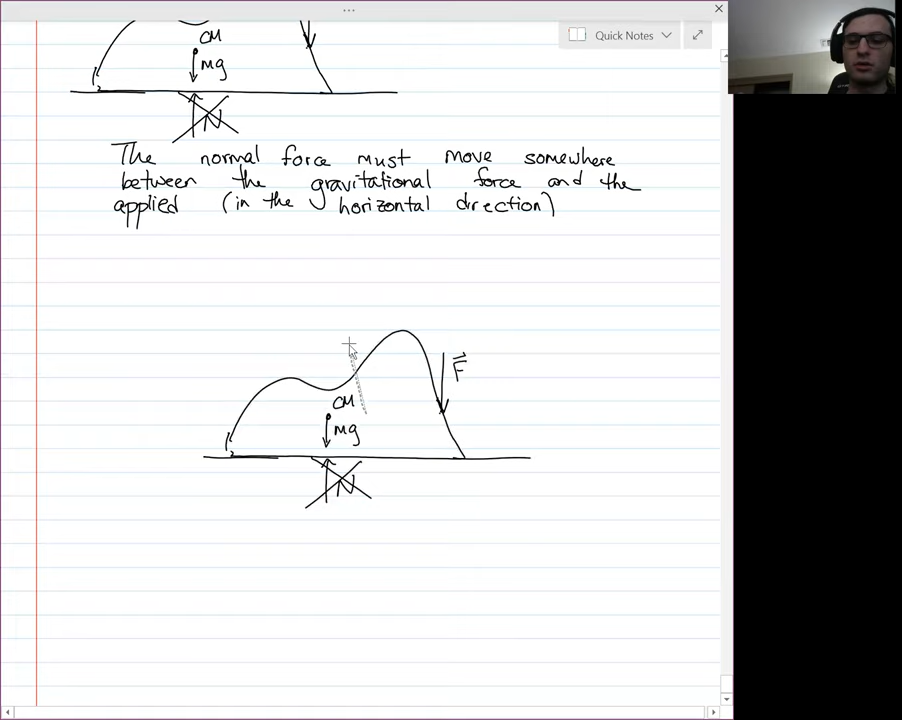 Quick Notes
CM
Mg
N
The normal force must move somewhere
between the gravitational force and the
applied (in the horizontal direction)
F
CM
Mg
N